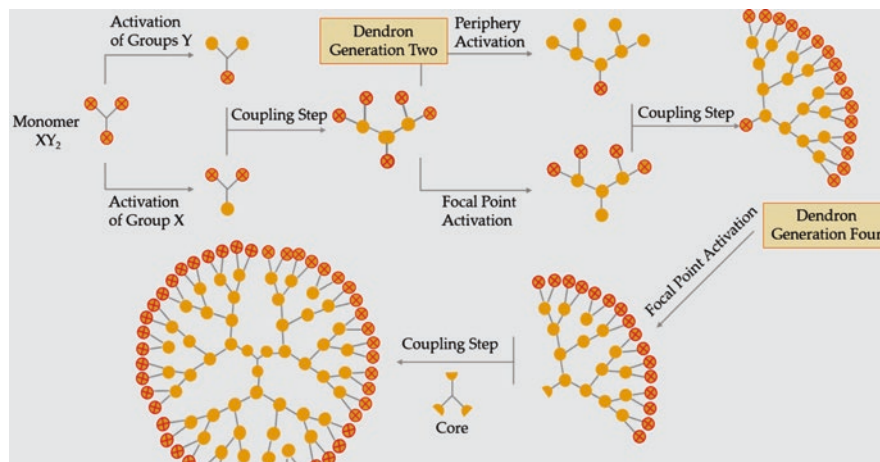 Activation
of Groups Y
Dendron
Generation Two
Periphery
Activation
Monomer
XY₂
Coupling Step
Coupling Step
Activation
of Group X
Focal Point
Activation
Dendron
Generation Four
Focal Point Activation
Coupling Step
Core